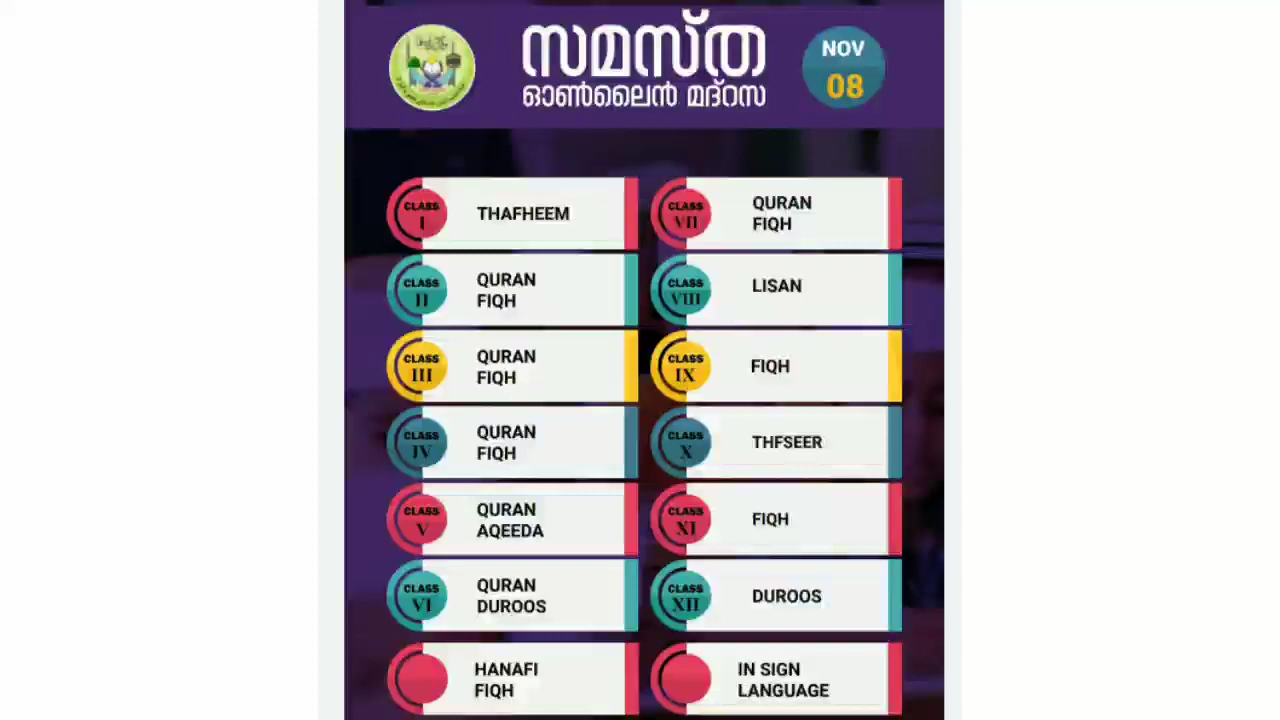 സമസ്ത
ഓൺലൈൻ മദ്റസ
NOV
08
CLASS
I
THAFHEEM
CLASS
VII
QURAN
FIQH
CLASS
II
QURAN
FIQH
CLASS
VIII
LISAN
CLASS
III
QURAN
FIQH
CLASS
IX
FIQH
CLASS
IV
QURAN
FIQH
CLASS
X
THFSEER
CLASS
V
QURAN
AQEEDA
CLASS
XI
FIQH
CLASS
VI
QURAN
DUROOS
CLASS
XII
DUROOS
HANAFI
FIQH
IN SIGN
LANGUAGE